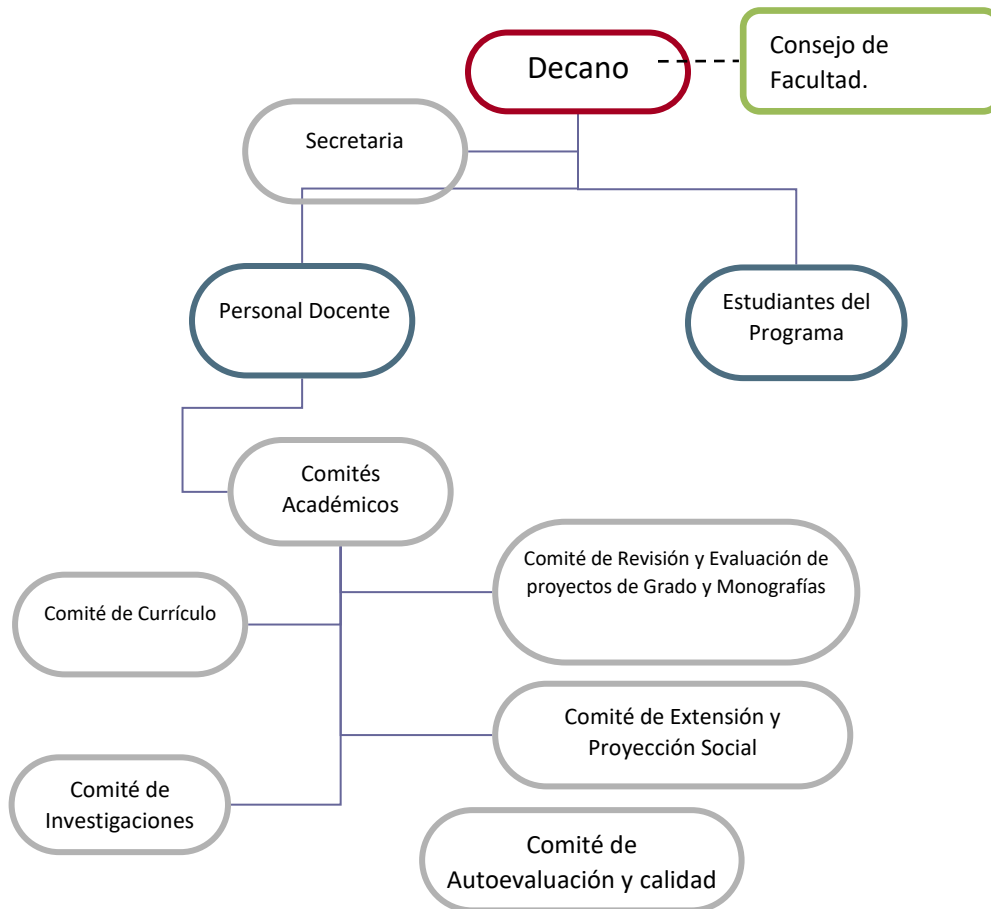 Decano
Consejo de
Facultad.
Secretaria
Personal Docente
Estudiantes del
Programa
Comités
Académicos
Comité de Revisión y Evaluación de
proyectos de Grado y Monografías
Comité de Currículo
Comité de Extensión y
Proyección Social
Comité de
Investigaciones
Comité de
Autoevaluación y calidad